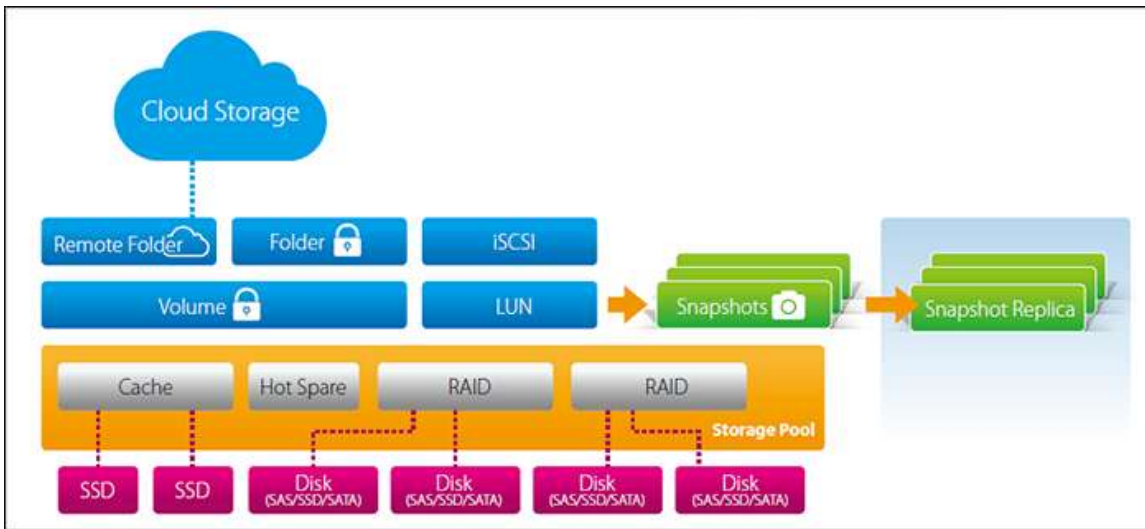 Cloud Storage
Remote Folder
Folder
iSCSI
Volume
LUN
Snapshots
Snapshot Replica
Cache
Hot Spare
RAID
RAID
Storage Pool
SSD
SSD
Disk
(SAS/SSD/SATA)
Disk
(SAS/SSD/SATA)
Disk
(SAS/SSD/SATA)
Disk
(SAS/SSD/SATA)